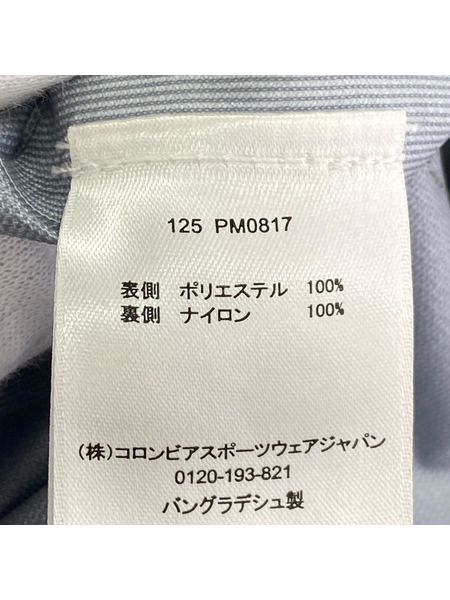 125 PM0817
表側 ポリエステル 100%
裏側 ナイロン 100%
(株)コロンビアスポーツウェアジャパン
0120-193-821
バングラデシュ製